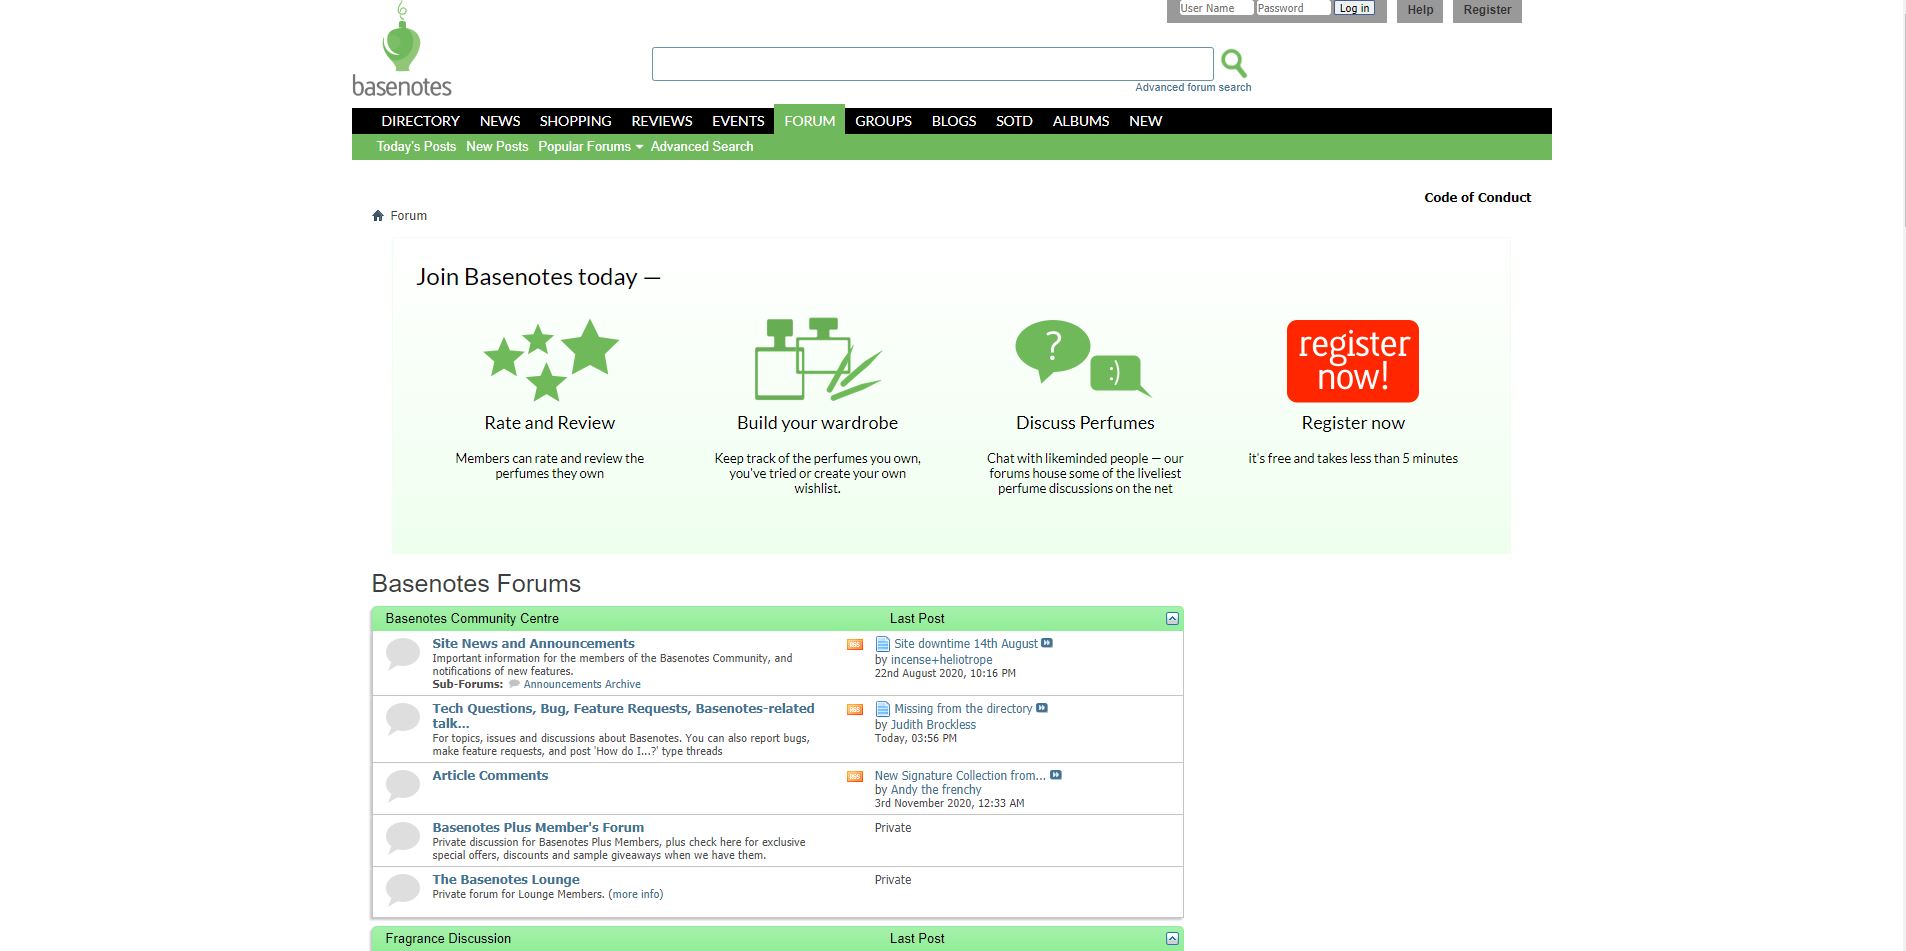 User Name
Password
Log in
Help
Register
basenotes
Advanced forum search
DIRECTORY NEWS SHOPPING REVIEWS EVENTS FORUM GROUPS BLOGS SOTD ALBUMS NEW
Today's Posts New Posts Popular Forums Advanced Search
Code of Conduct
Forum
Join Basenotes today —
?
:)
register
now!
Rate and Review
Members can rate and review the
perfumes they own
Build your wardrobe
Keep track of the perfumes you own,
you've tried or create your own
wishlist.
Discuss Perfumes
Chat with likeminded people — our
forums house some of the liveliest
perfume discussions on the net
Register now
it's free and takes less than 5 minutes
Basenotes Forums
Basenotes Community Centre
Last Post
Site News and Announcements
Important information for the members of the Basenotes Community, and
notifications of new features.
Sub-Forums: Announcements Archive
RSS
Site downtime 14th August
by incense+heliotrope
22nd August 2020, 10:16 PM
Tech Questions, Bug, Feature Requests, Basenotes-related
talk...
For topics, issues and discussions about Basenotes. You can also report bugs,
make feature requests, and post 'How do I...?' type threads
RSS
Missing from the directory
by Judith Brockless
Today, 03:56 PM
Article Comments
RSS
New Signature Collection from...
by Andy the frenchy
3rd November 2020, 12:33 AM
Basenotes Plus Member's Forum
Private discussion for Basenotes Plus Members, plus check here for exclusive
special offers, discounts and sample giveaways when we have them.
Private
The Basenotes Lounge
Private forum for Lounge Members. (more info)
Private
Fragrance Discussion
Last Post